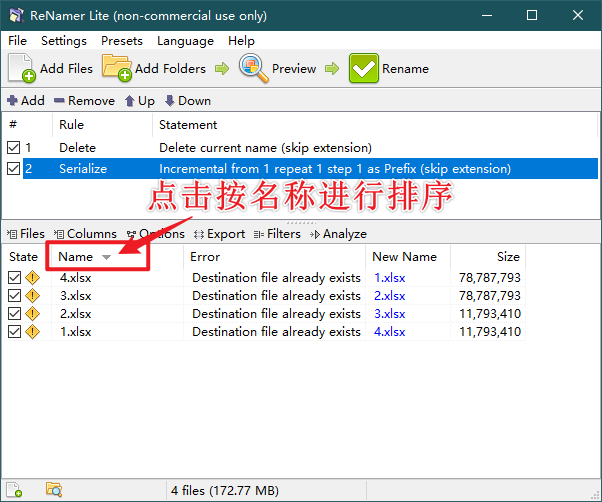 ReNamer Lite (non-commercial use only)
File Settings Presets Language Help
Add Files Add Folders Preview Rename
Add Remove Up Down
# Rule Statement
1 Delete Delete current name (skip extension)
2 Serialize Incremental from 1 repeat 1 step 1 as Prefix (skip extension)
点击按名称进行排序
Files Columns Options Export Filters Analyze
State Name Error New Name Size
4.xlsx Destination file already exists 1.xlsx 78,787,793
3.xlsx Destination file already exists 2.xlsx 78,787,793
2.xlsx Destination file already exists 3.xlsx 11,793,410
1.xlsx Destination file already exists 4.xlsx 11,793,410
4 files (172.77 MB)